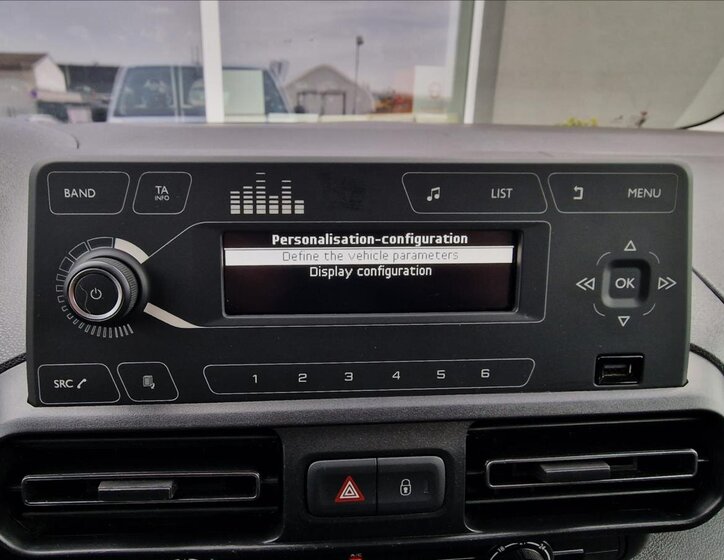 BAND
TA
INFO
LIST
MENU
Personalisation-configuration
Define the vehicle parameters
Display configuration
OK
SRC
1 2 3 4 5 6